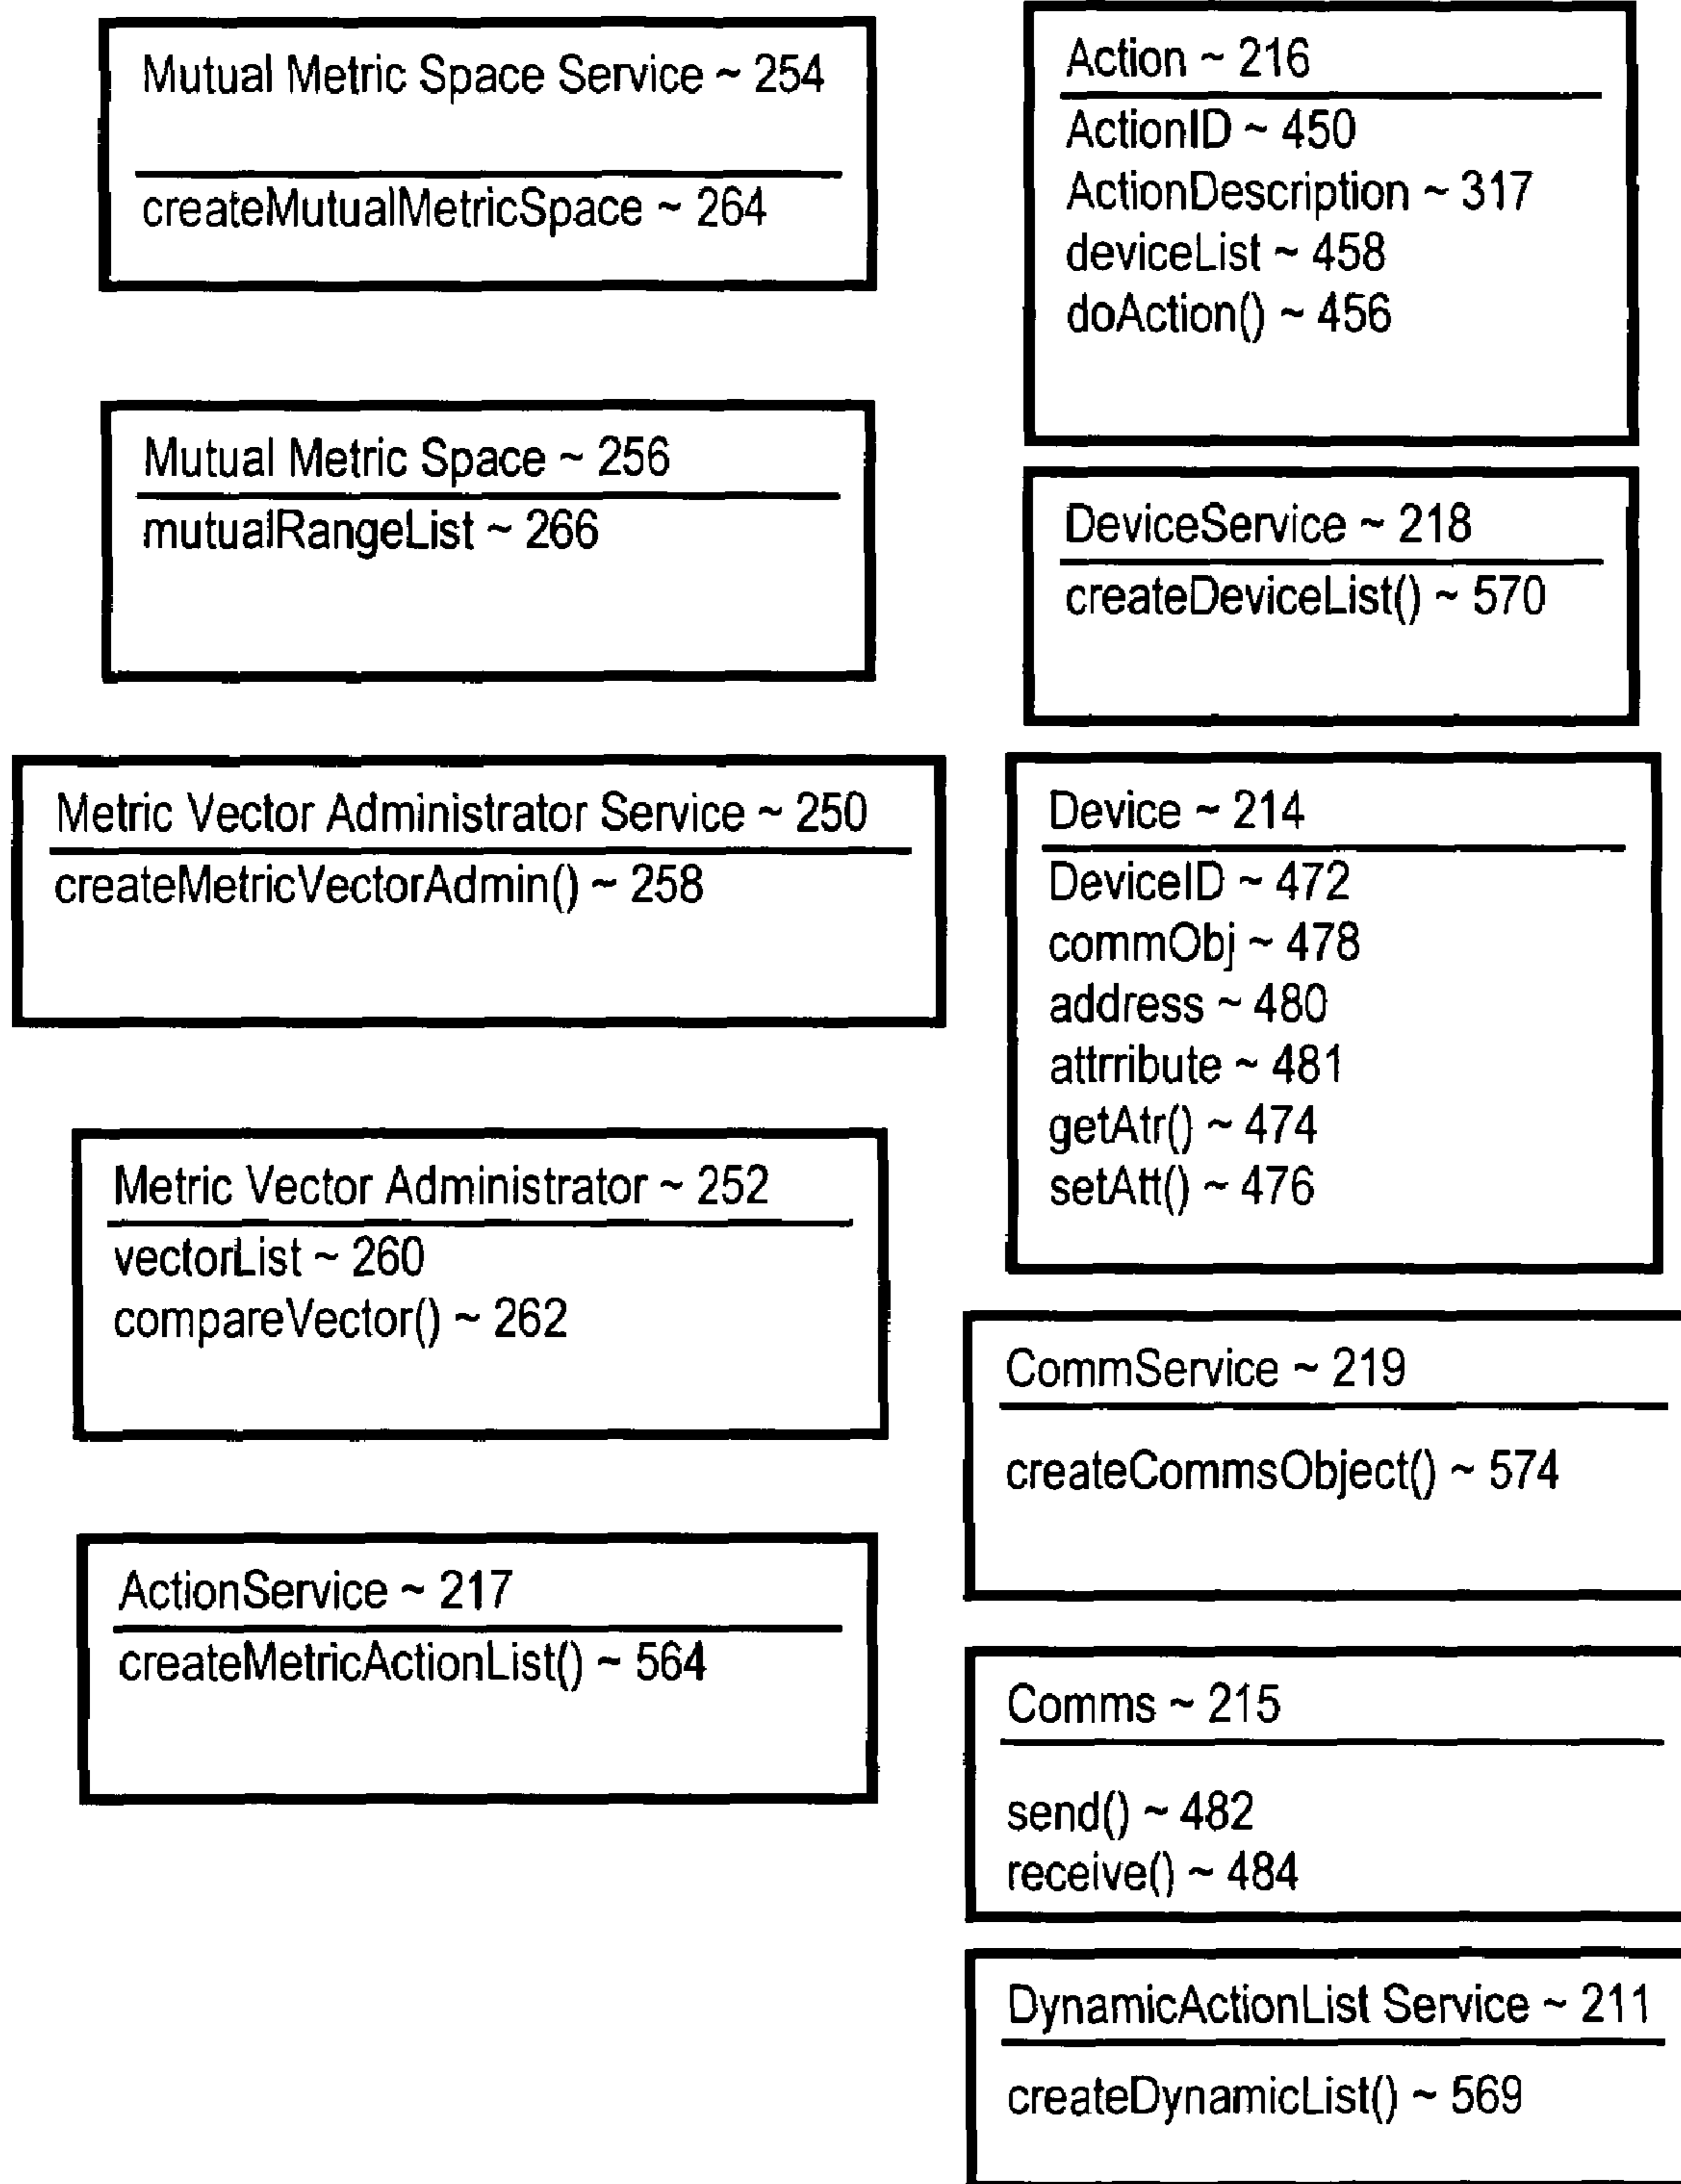 Mutual Metric Space Service ~ 254
createMutualMetricSpace ~ 264
Mutual Metric Space ~ 256
mutualRangeList ~ 266
Metric Vector Administrator Service ~ 250
createMetricVectorAdmin() ~ 258
Metric Vector Administrator ~ 252
vectorList ~ 260
compareVector() ~ 262
ActionService ~ 217
createMetricActionList() ~ 564
Action ~ 216
ActionID ~ 450
ActionDescription ~ 317
deviceList ~ 458
doAction() ~ 456
DeviceService ~ 218
createDeviceList() ~ 570
Device ~ 214
DeviceID ~ 472
commObj ~ 478
address ~ 480
attrribute ~ 481
getAtr() ~ 474
setAtt() ~ 476
CommService ~ 219
createCommsObject() ~ 574
Comms ~ 215
send() ~ 482
receive() ~ 484
DynamicActionList Service ~ 211
createDynamicList() ~ 569